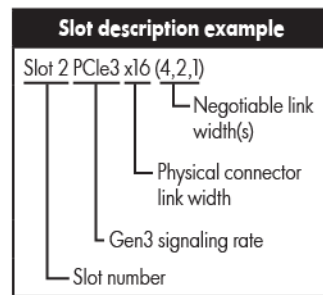 Slot description example
Slot 2 PCIe3 x16 (4,2,1)
Negotiable link
width(s)
Physical connector
link width
Gen3 signaling rate
Slot number